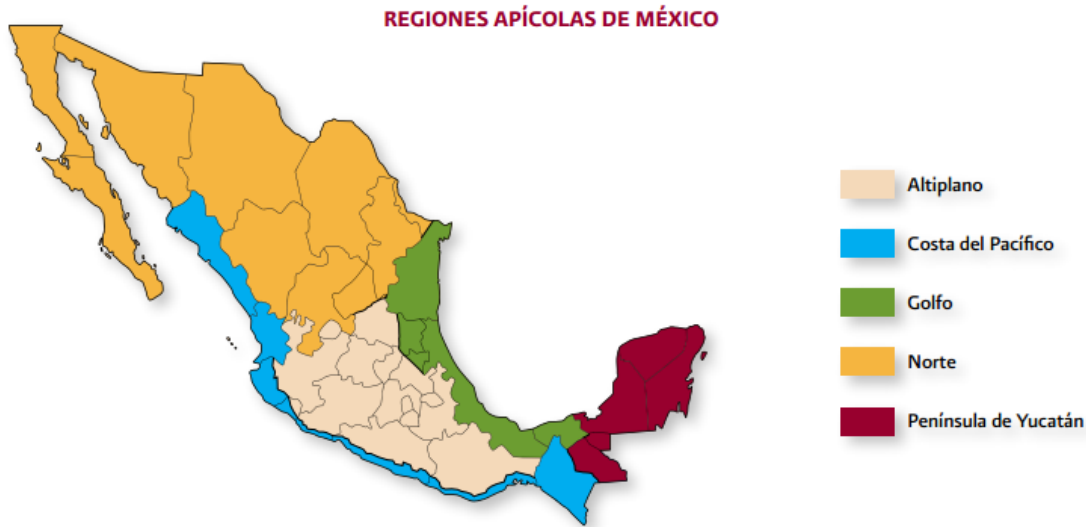 REGIONES APÍCOLAS DE MÉXICO
Altiplano
Costa del Pacífico
Golfo
Norte
Península de Yucatán